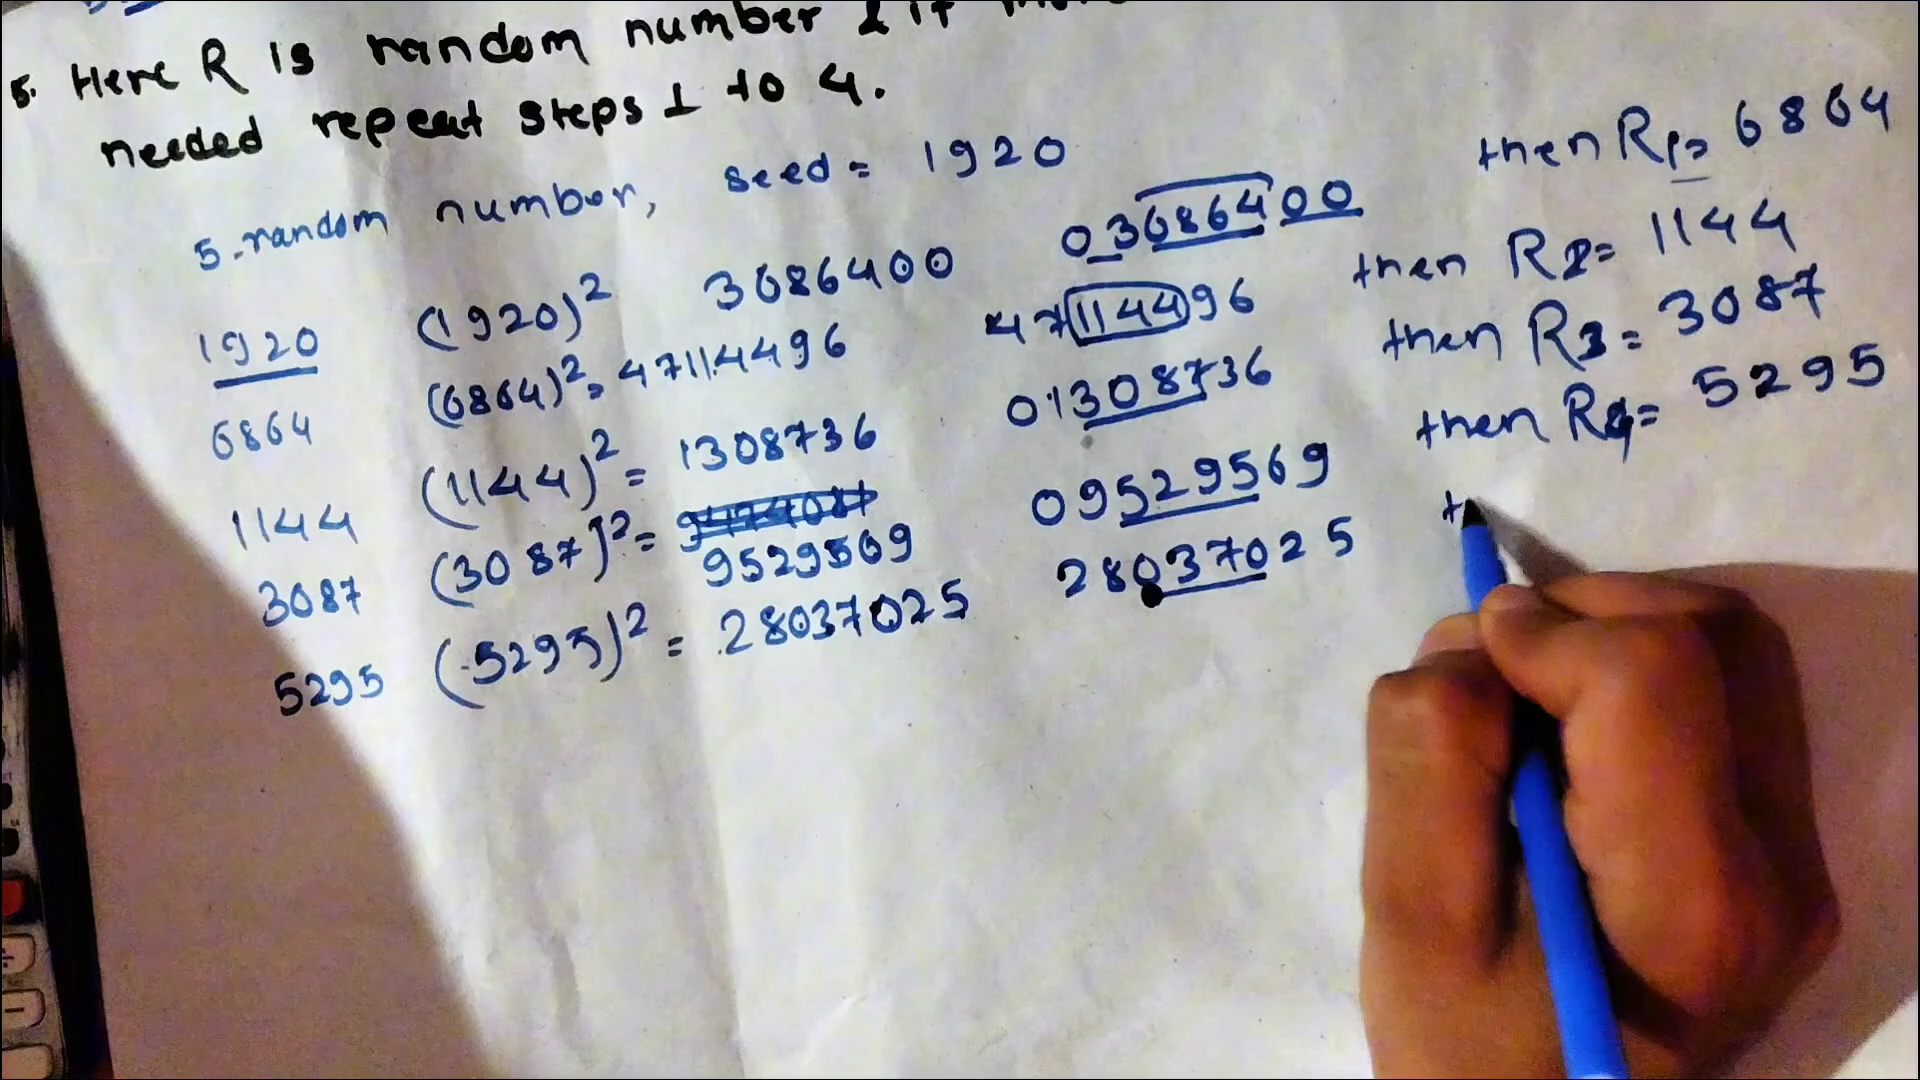 5. Here R is random number & if
needed repeat steps 1 to 4.
5 - random number, seed = 1920
1920 (1920)² 3686400 03686400 then R1= 6864
6864 (6864)² = 47114496 47114496 then R2= 1144
1144 (1144)² = 1308736 01308736 then R3= 3087
3087 (3087)² = 9529569 09529569 then R4= 5295
5295 (5295)² = 28037025 28037025 t